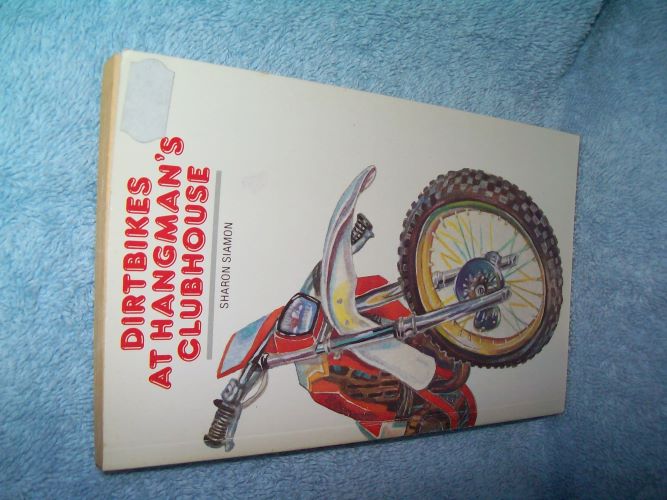 DIRTBIKES
AT HANGMAN'S
CLUBHOUSE
SHARON SIAMON